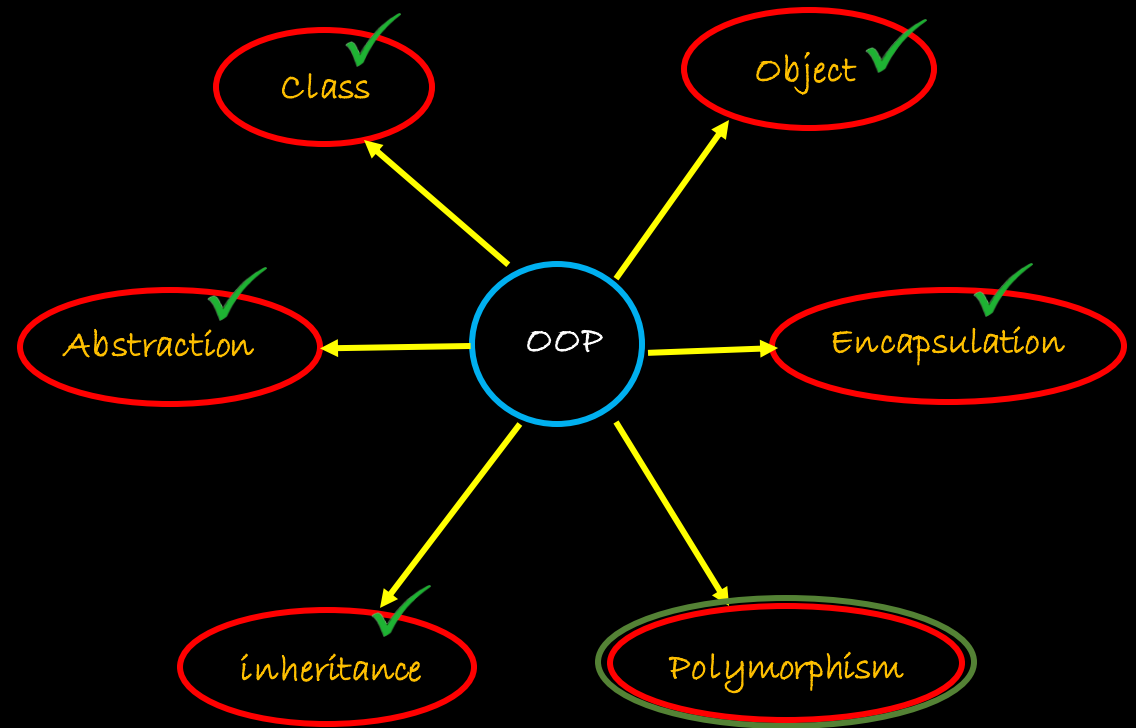 Class
Object
Abstraction
OOP
Encapsulation
inheritance
Polymorphism